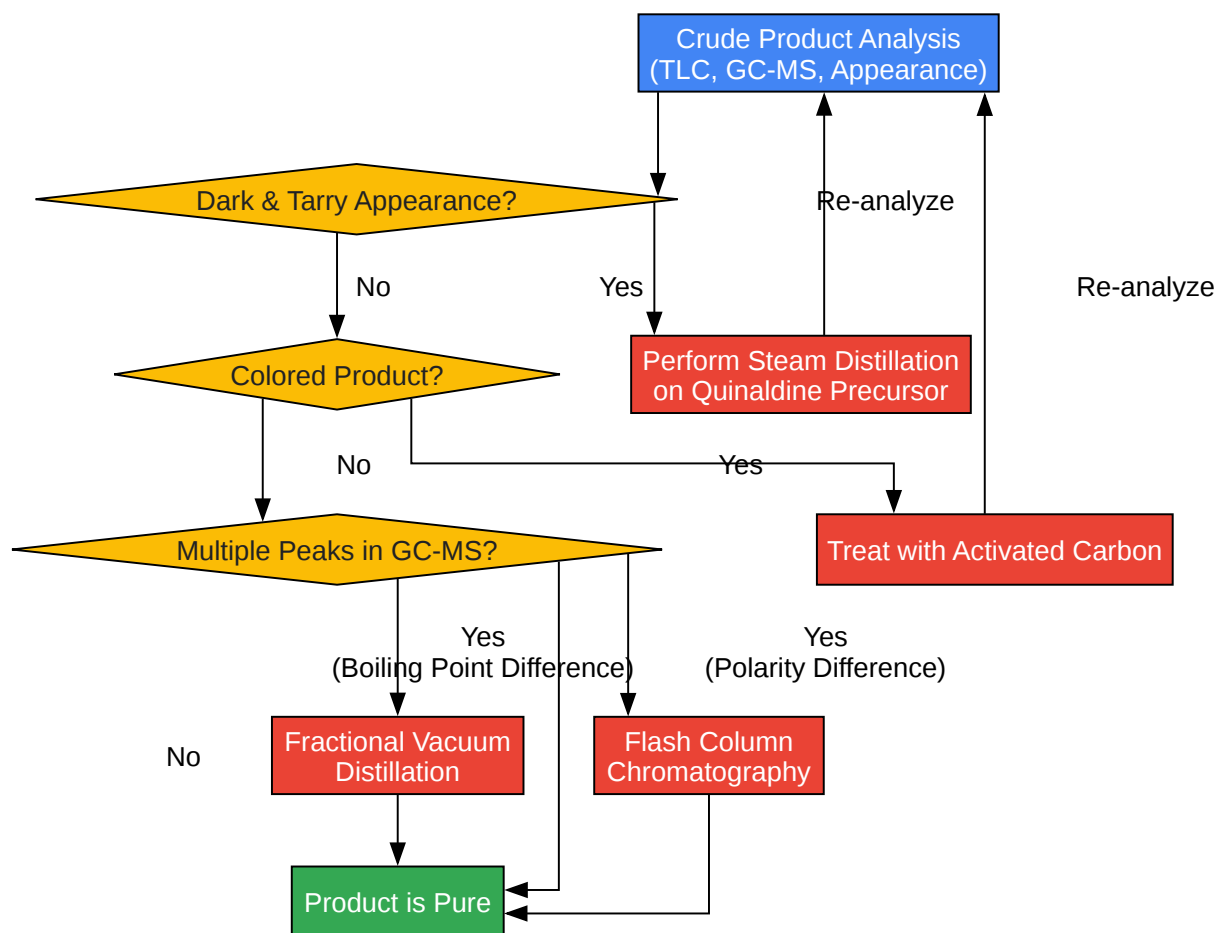 Crude Product Analysis
(TLC, GC-MS, Appearance)
Dark & Tarry Appearance?
Re-analyze
No
Yes
Re-analyze
Perform Steam Distillation
on Quinaldine Precursor
Colored Product?
No
Yes
Multiple Peaks in GC-MS?
Treat with Activated Carbon
Yes
(Boiling Point Difference)
Yes
(Polarity Difference)
No
Fractional Vacuum
Distillation
Flash Column
Chromatography
Product is Pure